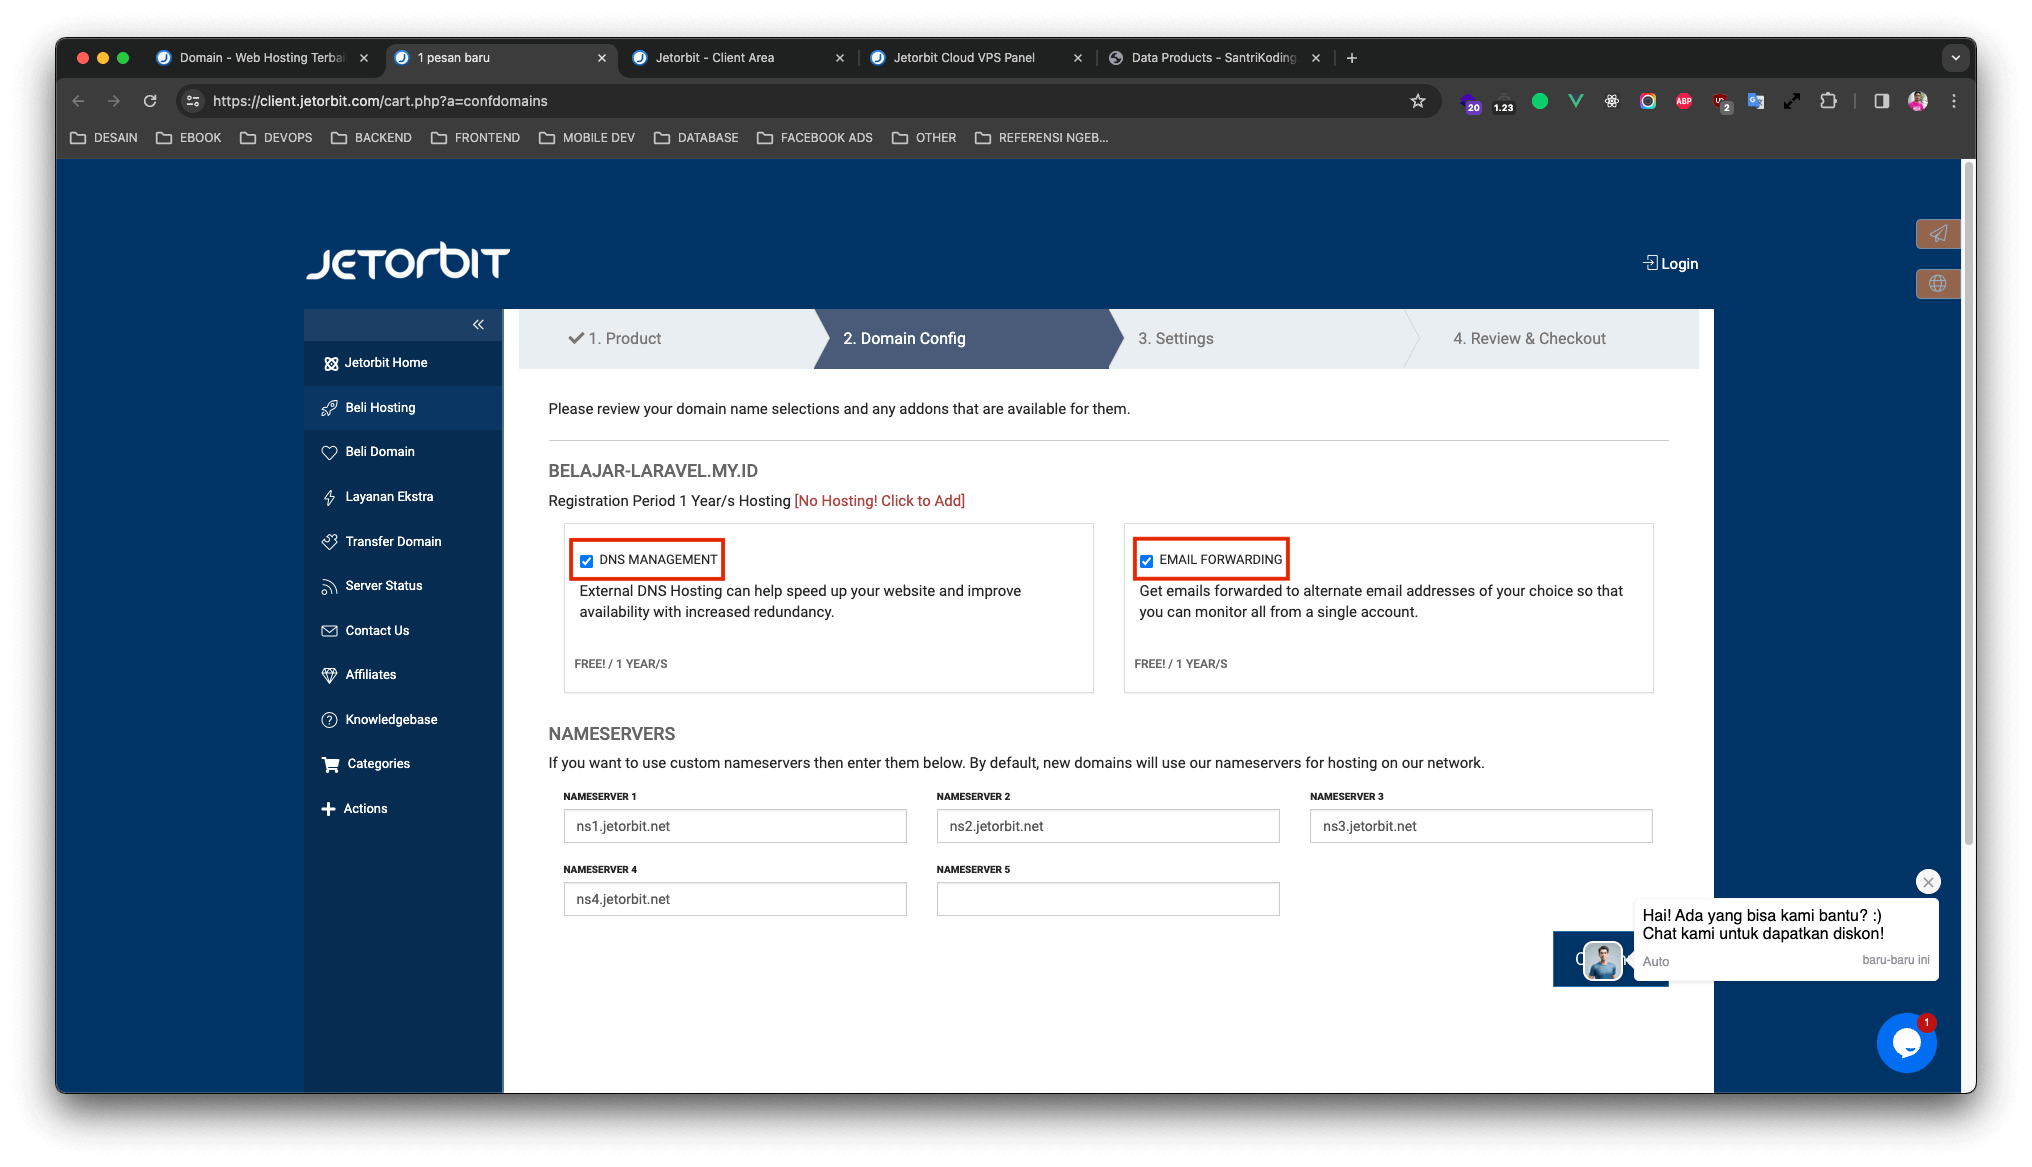 Domain - Web Hosting Terbai
1 pesan baru
Jetorbit - Client Area
Jetorbit Cloud VPS Panel
Data Products - SantriKoding
https://client.jetorbit.com/cart.php?a=confdomains
20
1.23
ABP
2
DESAIN
EBOOK
DEVOPS
BACKEND
FRONTEND
MOBILE DEV
DATABASE
FACEBOOK ADS
OTHER
REFERENSI NGEB...
JETORBIT
Login
Jetorbit Home
Beli Hosting
Beli Domain
Layanan Ekstra
Transfer Domain
Server Status
Contact Us
Affiliates
Knowledgebase
Categories
Actions
1. Product
2. Domain Config
3. Settings
4. Review & Checkout
Please review your domain name selections and any addons that are available for them.
BELAJAR-LARAVEL.MY.ID
Registration Period 1 Year/s Hosting [No Hosting! Click to Add]
DNS MANAGEMENT
External DNS Hosting can help speed up your website and improve
availability with increased redundancy.
FREE! / 1 YEAR/S
EMAIL FORWARDING
Get emails forwarded to alternate email addresses of your choice so that
you can monitor all from a single account.
FREE! / 1 YEAR/S
NAMESERVERS
If you want to use custom nameservers then enter them below. By default, new domains will use our nameservers for hosting on our network.
NAMESERVER 1
ns1.jetorbit.net
NAMESERVER 2
ns2.jetorbit.net
NAMESERVER 3
ns3.jetorbit.net
NAMESERVER 4
ns4.jetorbit.net
NAMESERVER 5
Hai! Ada yang bisa kami bantu? :)
Chat kami untuk dapatkan diskon!
Auto
baru-baru ini
1